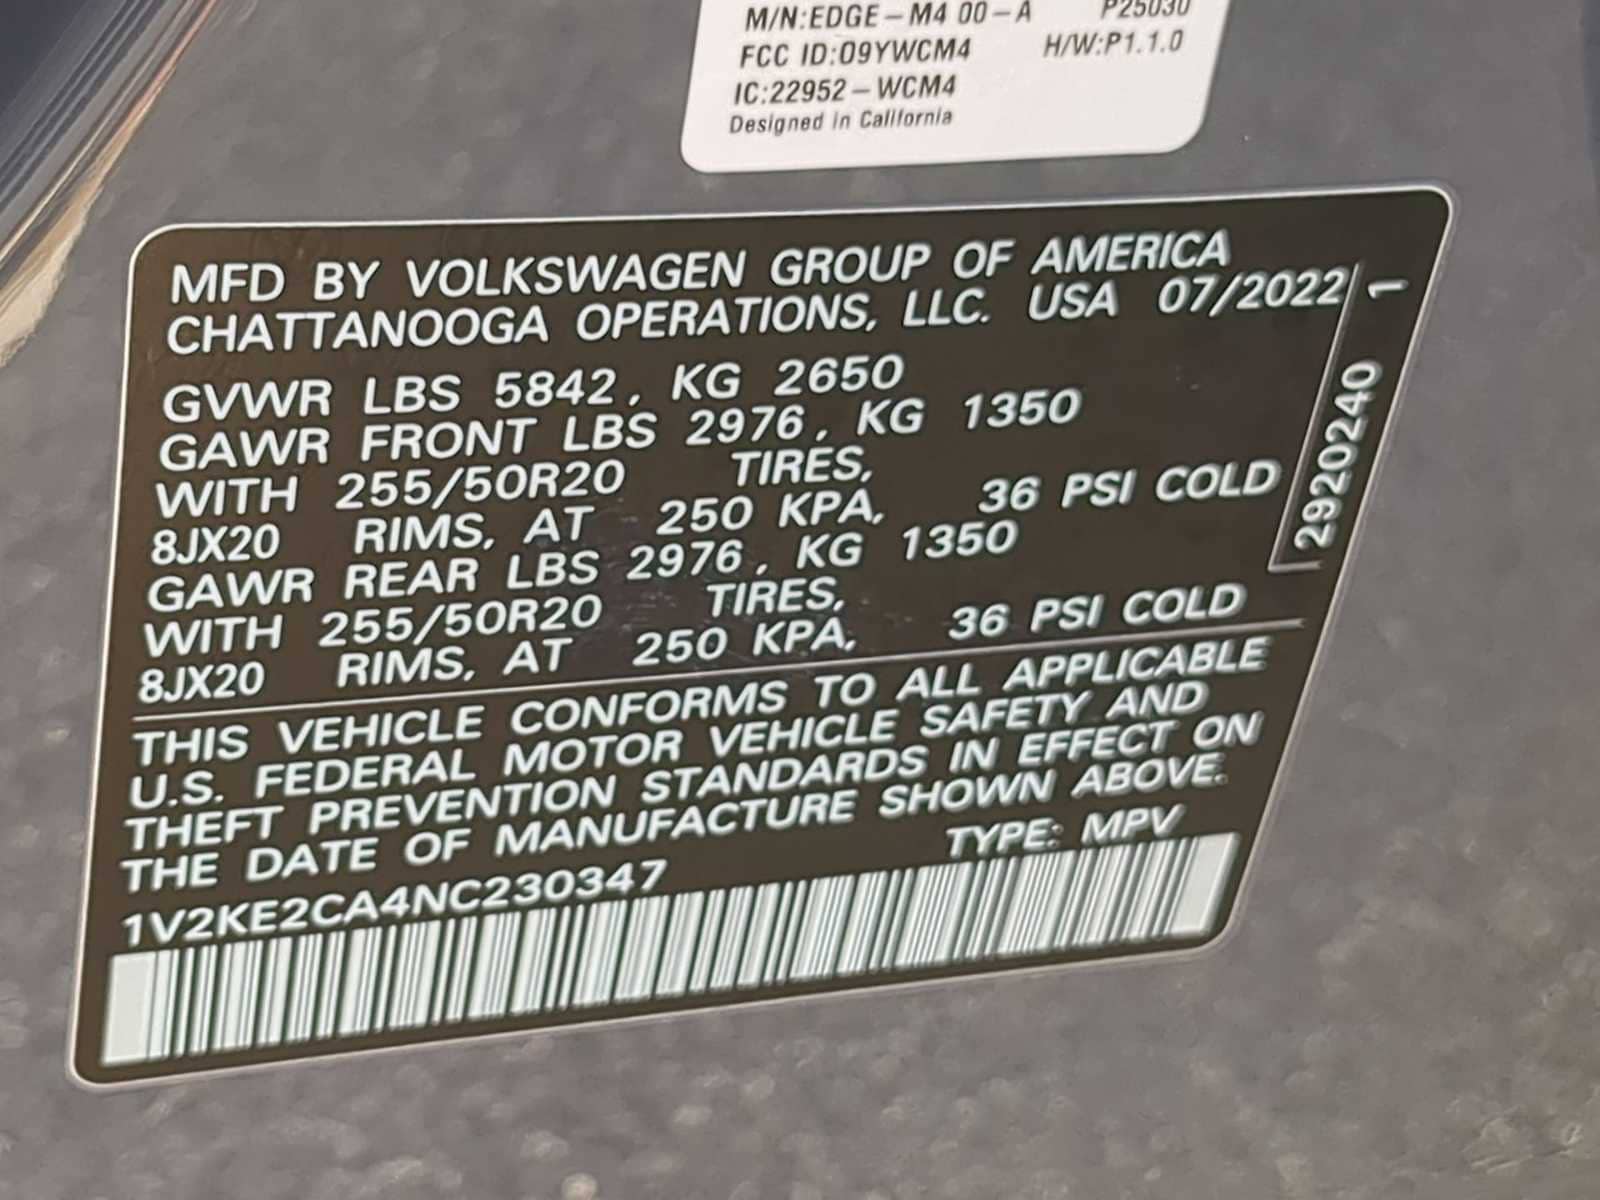 M/N:EDGE-M4 00-A P25030
FCC ID:O9YWCM4 H/W:P1.1.0
IC:22952-WCM4
Designed in California
MFD BY VOLKSWAGEN GROUP OF AMERICA
CHATTANOOGA OPERATIONS, LLC. USA 07/2022
GVWR LBS 5842, KG 2650
GAWR FRONT LBS 2976, KG 1350
WITH 255/50R20 TIRES,
8JX20 RIMS, AT 250 KPA, 36 PSI COLD
GAWR REAR LBS 2976, KG 1350
WITH 255/50R20 TIRES,
8JX20 RIMS, AT 250 KPA, 36 PSI COLD
2920240 1
THIS VEHICLE CONFORMS TO ALL APPLICABLE
U.S. FEDERAL MOTOR VEHICLE SAFETY AND
THEFT PREVENTION STANDARDS IN EFFECT ON
THE DATE OF MANUFACTURE SHOWN ABOVE.
TYPE: MPV
1V2KE2CA4NC230347